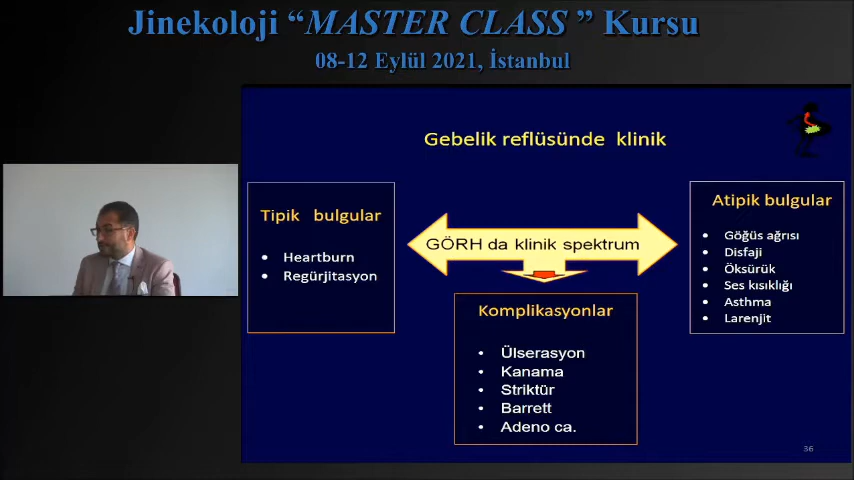 Jinekoloji “MASTER CLASS ” Kursu
08-12 Eylül 2021, İstanbul
Gebelik reflüsünde klinik
Tipik bulgular
• Heartburn
• Regürjitasyon
GÖRH da klinik spektrum
Atipik bulgular
• Göğüs ağrısı
• Disfaji
• Öksürük
• Ses kısıklığı
• Asthma
• Larenjit
Komplikasyonlar
• Ülserasyon
• Kanama
• Striktür
• Barrett
• Adeno ca.
36